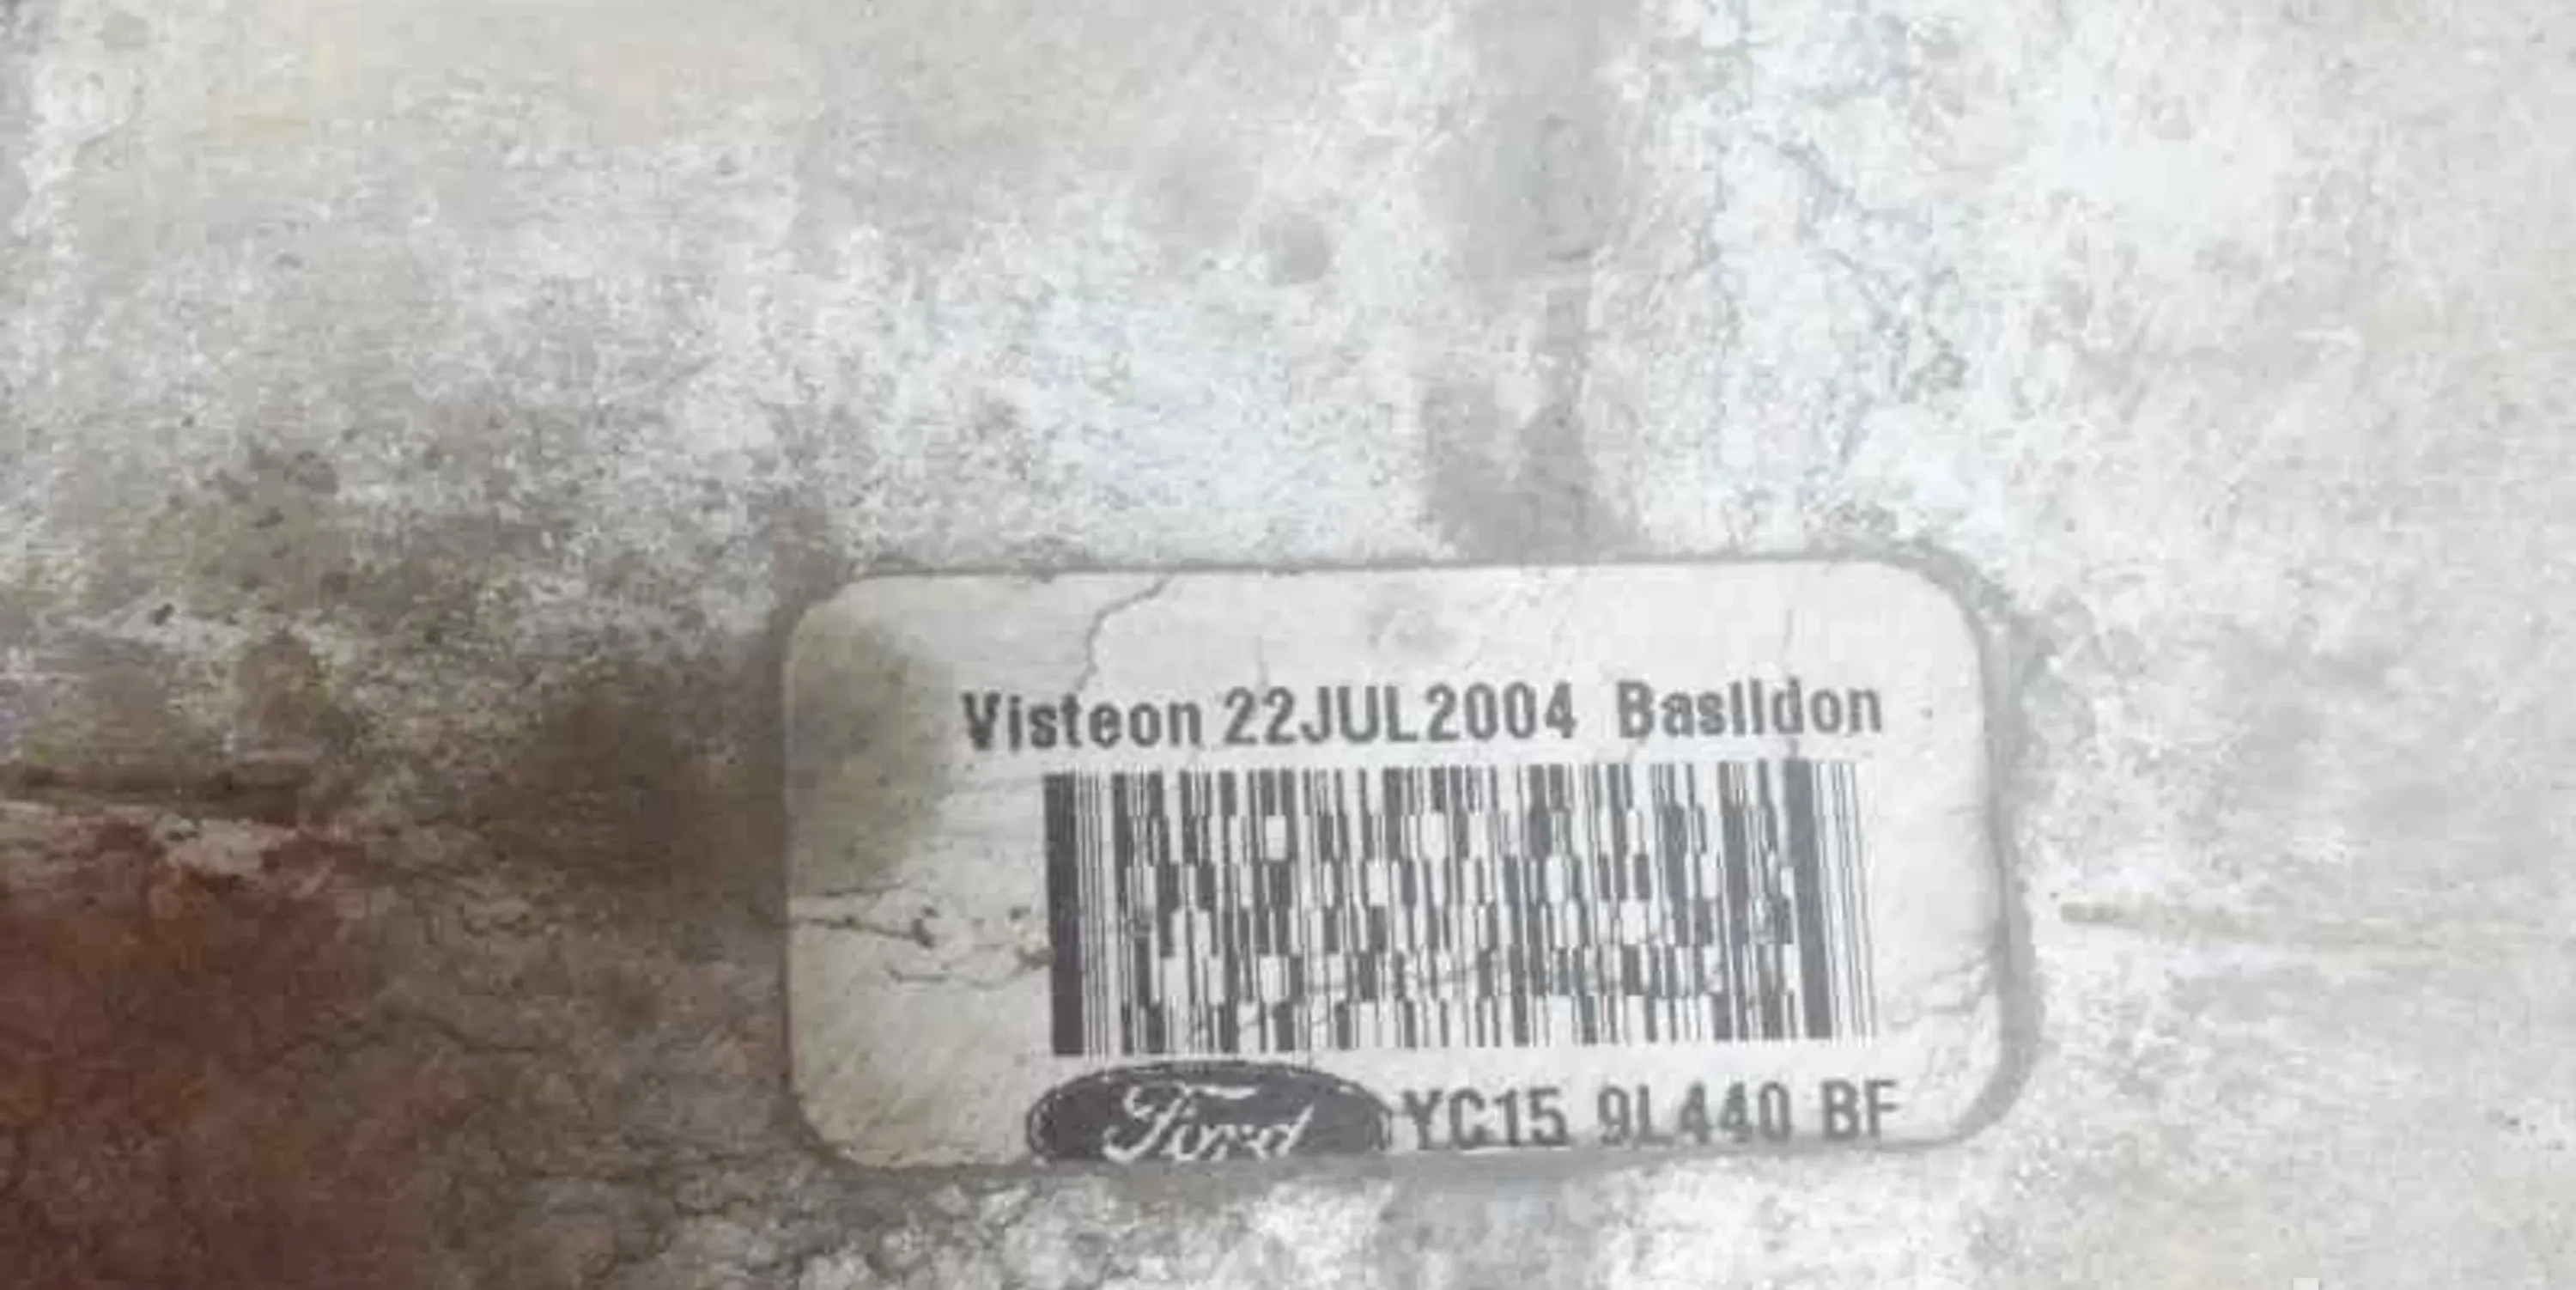 Visteon 22JUL2004 Basildon
Ford YC15 9L440 BF